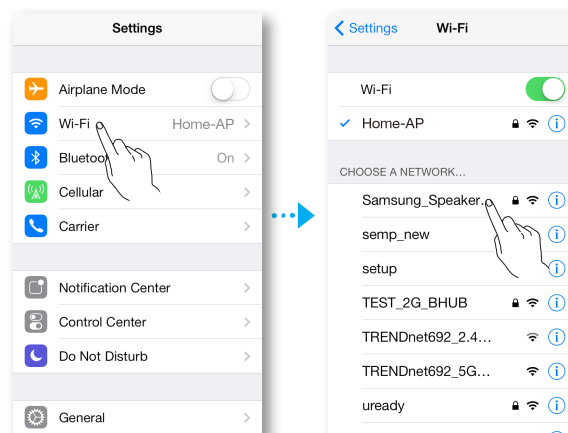 Settings
Airplane Mode
Wi-Fi Home-AP
Bluetoo On
Cellular
Carrier
Notification Center
Control Center
Do Not Disturb
General
Settings Wi-Fi
Wi-Fi
Home-AP
CHOOSE A NETWORK...
Samsung_Speaker...
semp_new
setup
TEST_2G_BHUB
TRENDnet692_2.4...
TRENDnet692_5G...
uready